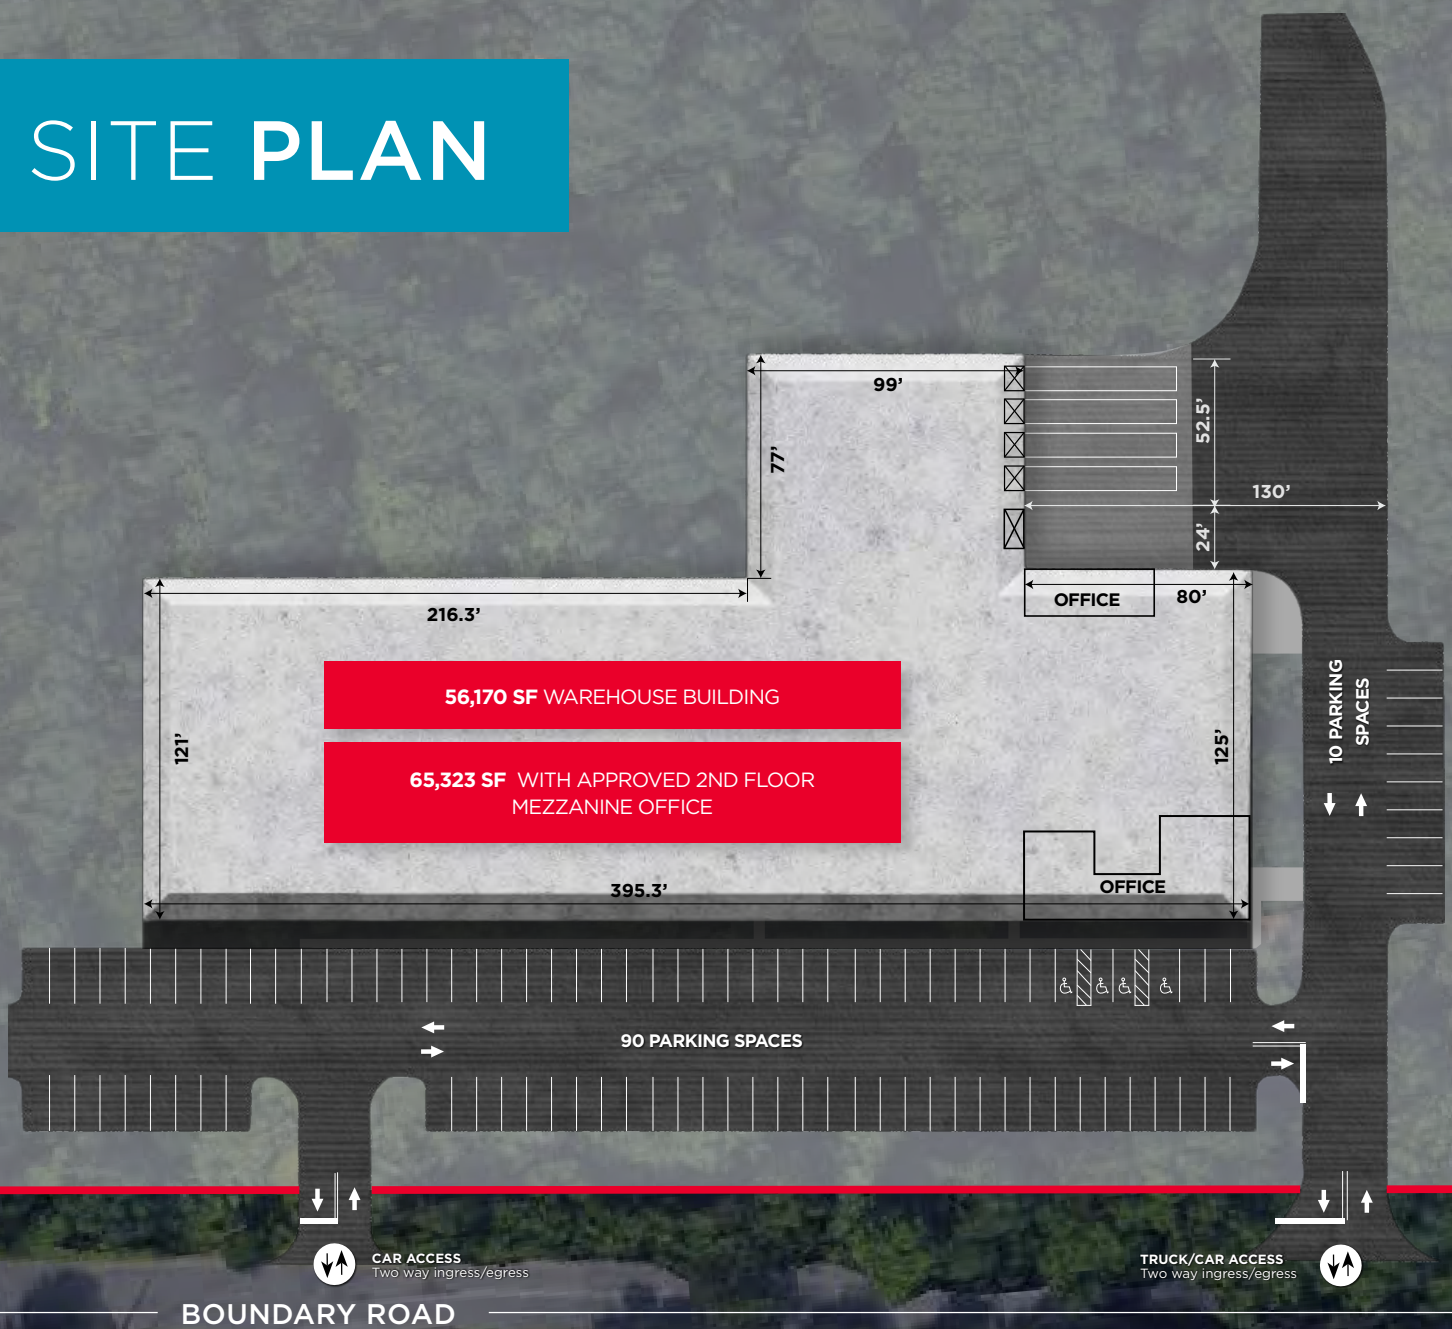 SITE PLAN
99’
77’
52.5’
130’
24’
216.3’
OFFICE
80’
56,170 SF WAREHOUSE BUILDING
65,323 SF WITH APPROVED 2ND FLOOR
MEZZANINE OFFICE
121’
125’
10 PARKING
SPACES
395.3’
OFFICE
90 PARKING SPACES
CAR ACCESS
Two way ingress/egress
TRUCK/CAR ACCESS
Two way ingress/egress
BOUNDARY ROAD